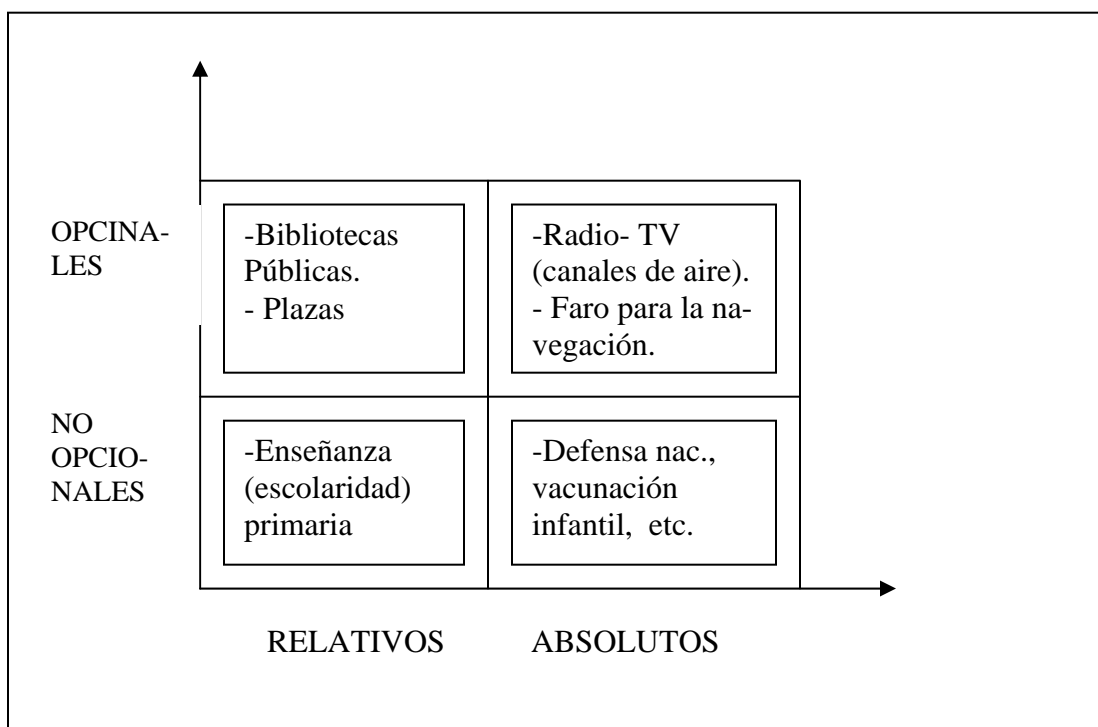 OPCINA-
LES
-Bibliotecas
Públicas.
- Plazas
-Radio- TV
(canales de aire).
- Faro para la na-
vegación.
NO
OPCIO-
NALES
-Enseñanza
(escolaridad)
primaria
-Defensa nac.,
vacunación
infantil,  etc.
RELATIVOS
ABSOLUTOS